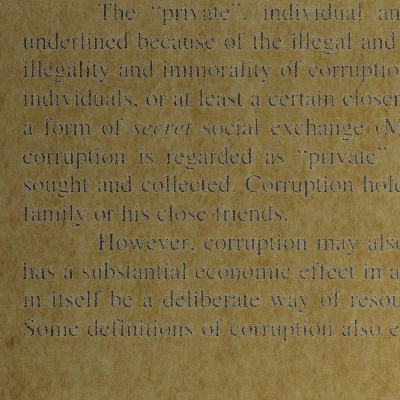 The “private”, individual an
underlined because of the illegal and
illegality and immorality of corruptio
individuals, or at least a certain closen
a form of secret social exchange (M
corruption is regarded as “private”
sought and collected. Corruption hold
family or his close friends.
However, corruption may also
has a substantial economic effect in a
in itself be a deliberate way of resou
Some definitions of corruption also e